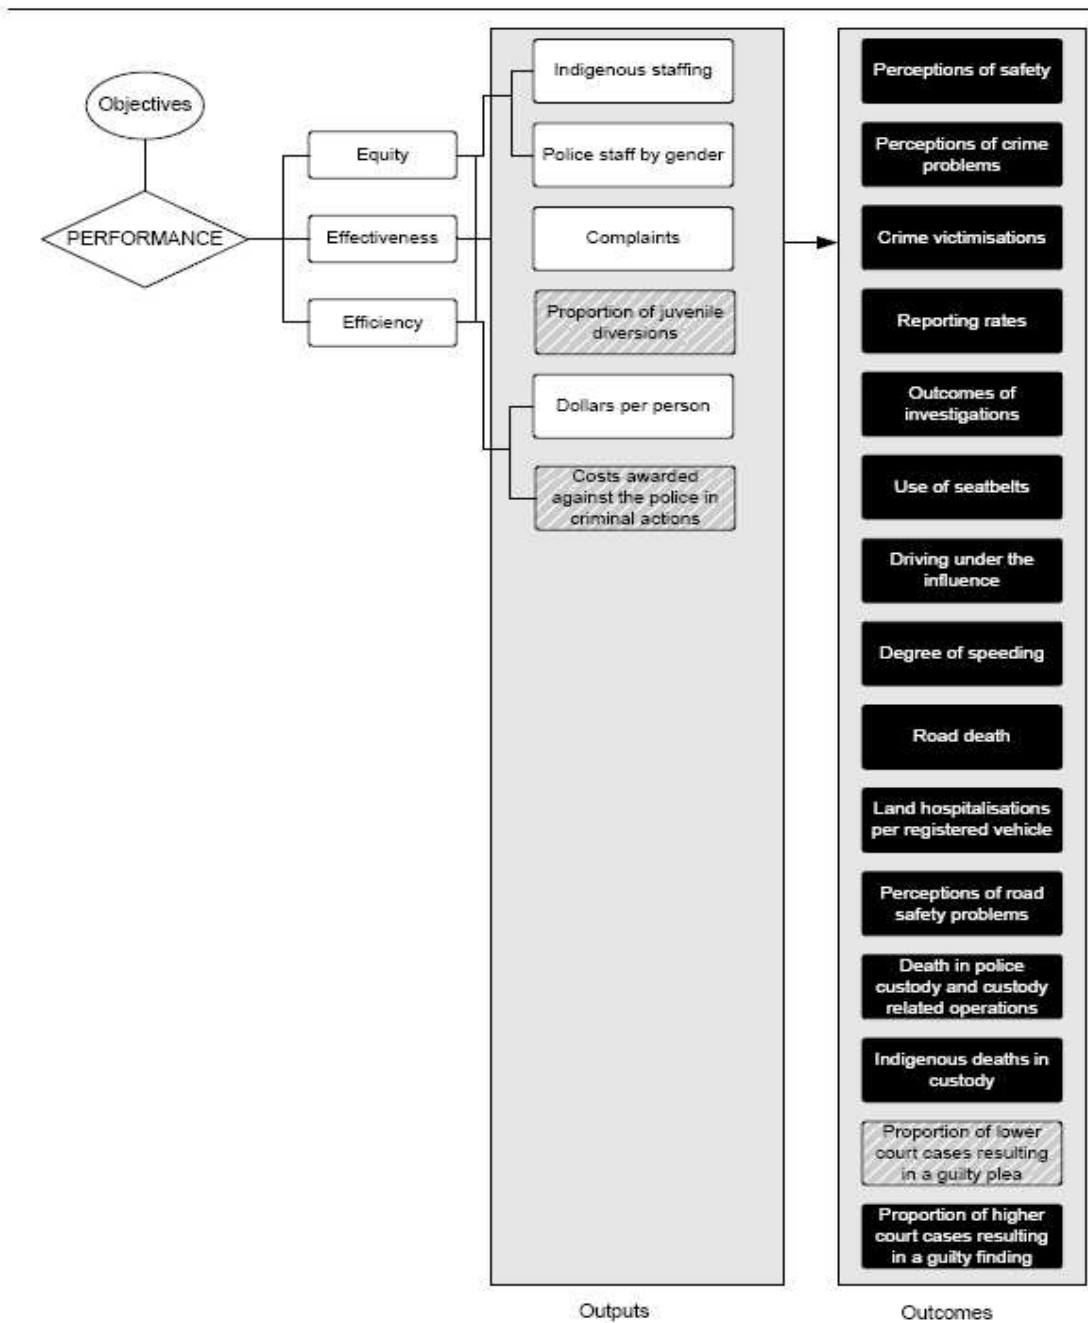 Objectives
PERFORMANCE
Equity
Effectiveness
Efficiency
Indigenous staffing
Police staff by gender
Complaints
Proportion of juvenile
diversions
Dollars per person
Costs awarded
against the police in
criminal actions
Outputs
Perceptions of safety
Perceptions of crime
problems
Crime victimisations
Reporting rates
Outcomes of
investigations
Use of seatbelts
Driving under the
influence
Degree of speeding
Road death
Land hospitalisations
per registered vehicle
Perceptions of road
safety problems
Death in police
custody and custody
related operations
Indigenous deaths in
custody
Proportion of lower
court cases resulting
in a guilty plea
Proportion of higher
court cases resulting
in a guilty finding
Outcomes